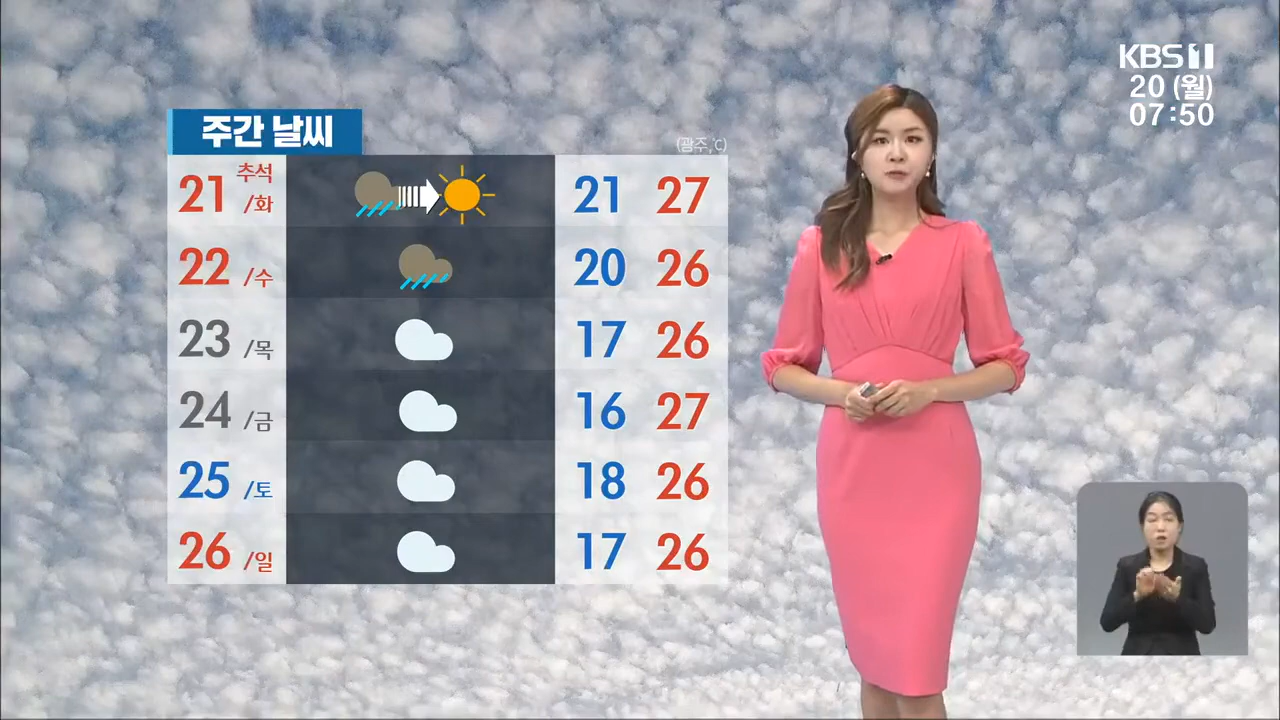 KBS 1
20 (월)
07:50
주간 날씨
(광주,℃)
21 /화 추석 21 27
22 /수 20 26
23 /목 17 26
24 /금 16 27
25 /토 18 26
26 /일 17 26